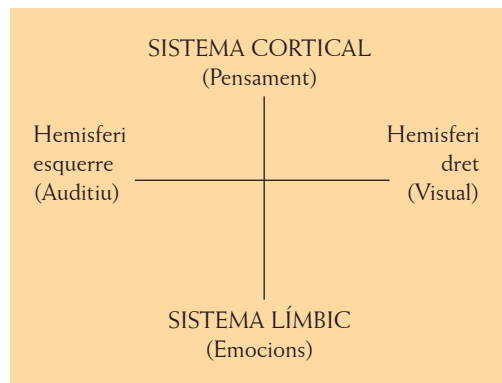 SISTEMA CORTICAL
(Pensament)
Hemisferi
esquerre
(Auditiu)
Hemisferi
dret
(Visual)
SISTEMA LÍMBIC
(Emocions)